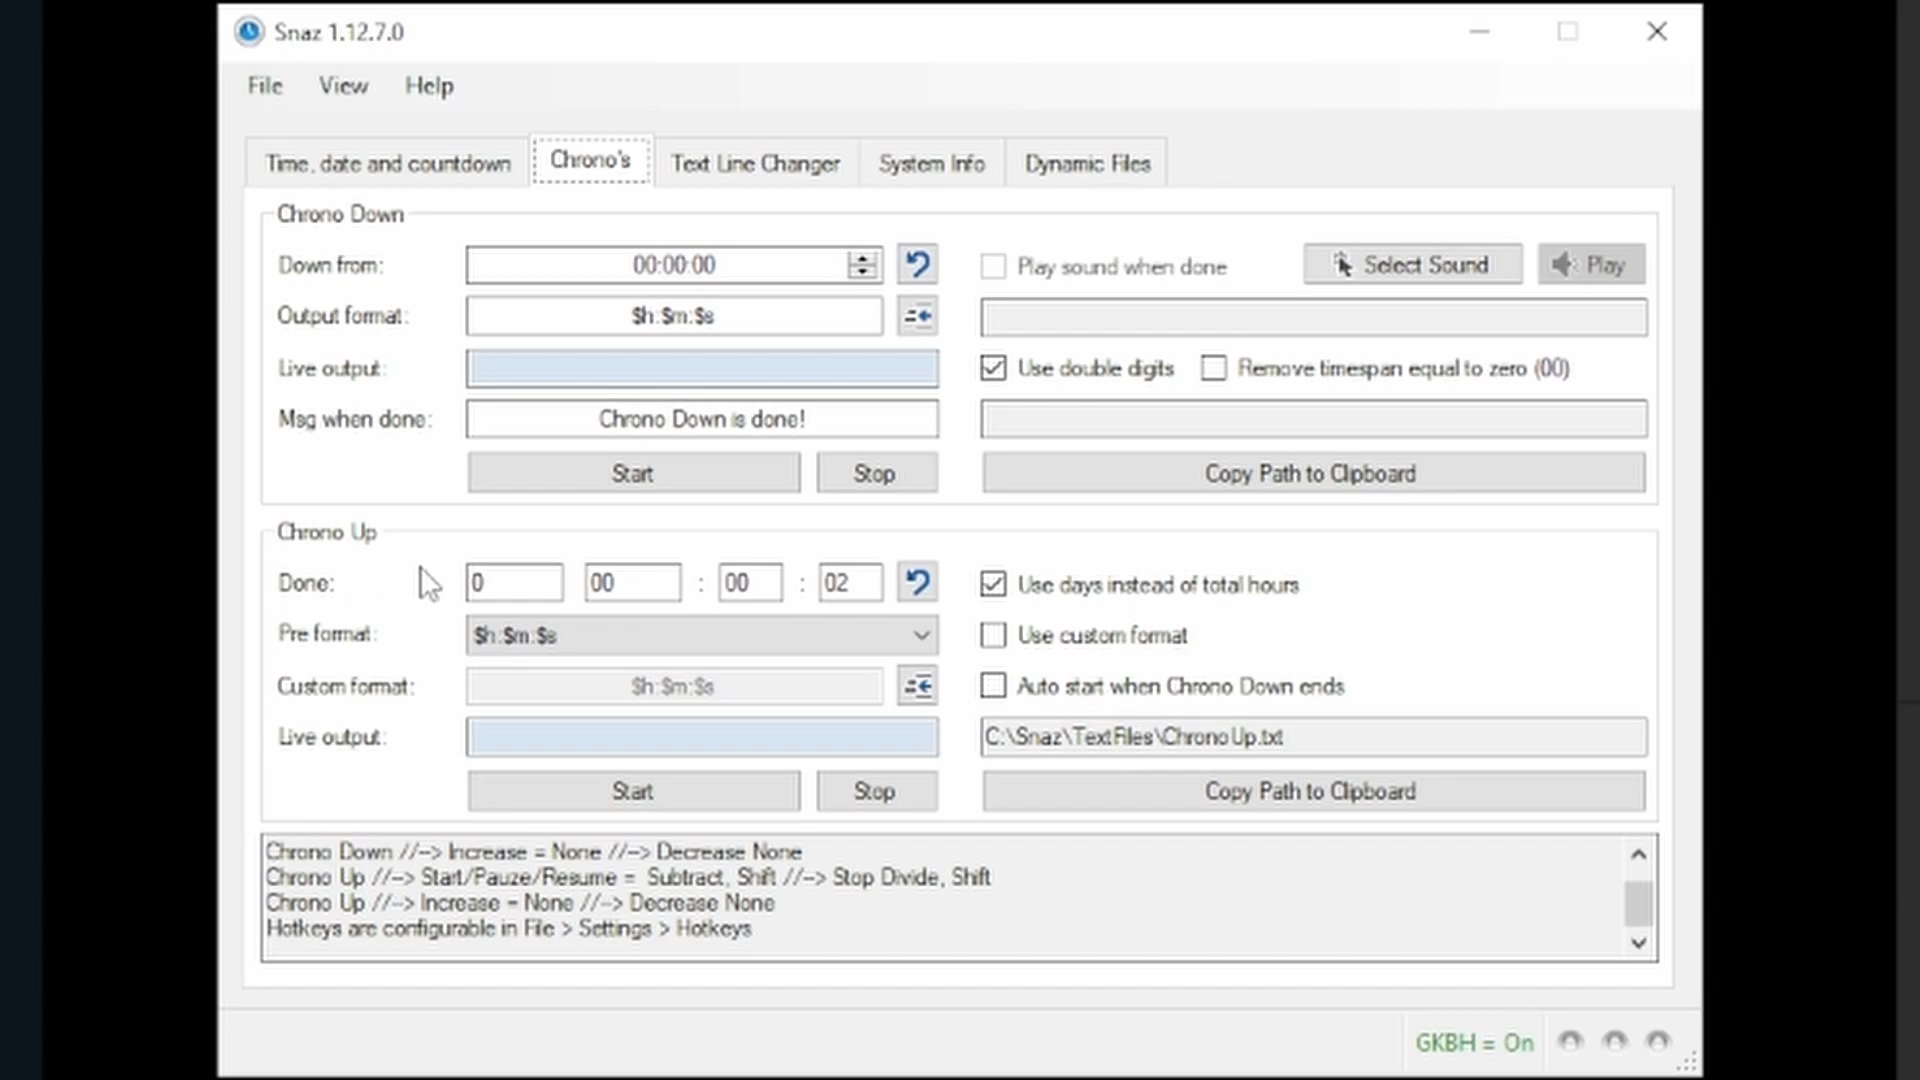 Snaz 1.12.7.0
File View Help
Time, date and countdown Chrono's Text Line Changer System Info Dynamic Files
Chrono Down
Down from: 00:00:00 Play sound when done Select Sound Play
Output format: $h:$m:$s
Live output: Use double digits Remove timespan equal to zero (00)
Msg when done: Chrono Down is done!
Start Stop Copy Path to Clipboard
Chrono Up
Done: 0 00 : 00 : 02 Use days instead of total hours
Pre format: $h:$m:$s Use custom format
Custom format: $h:$m:$s Auto start when Chrono Down ends
Live output: C:\Snaz\TextFiles\ChronoUp.txt
Start Stop Copy Path to Clipboard
Chrono Down //--> Increase = None //--> Decrease None
Chrono Up //--> Start/Pauze/Resume = Subtract, Shift //--> Stop Divide, Shift
Chrono Up //--> Increase = None //--> Decrease None
Hotkeys are configurable in File > Settings > Hotkeys
GKBH = On